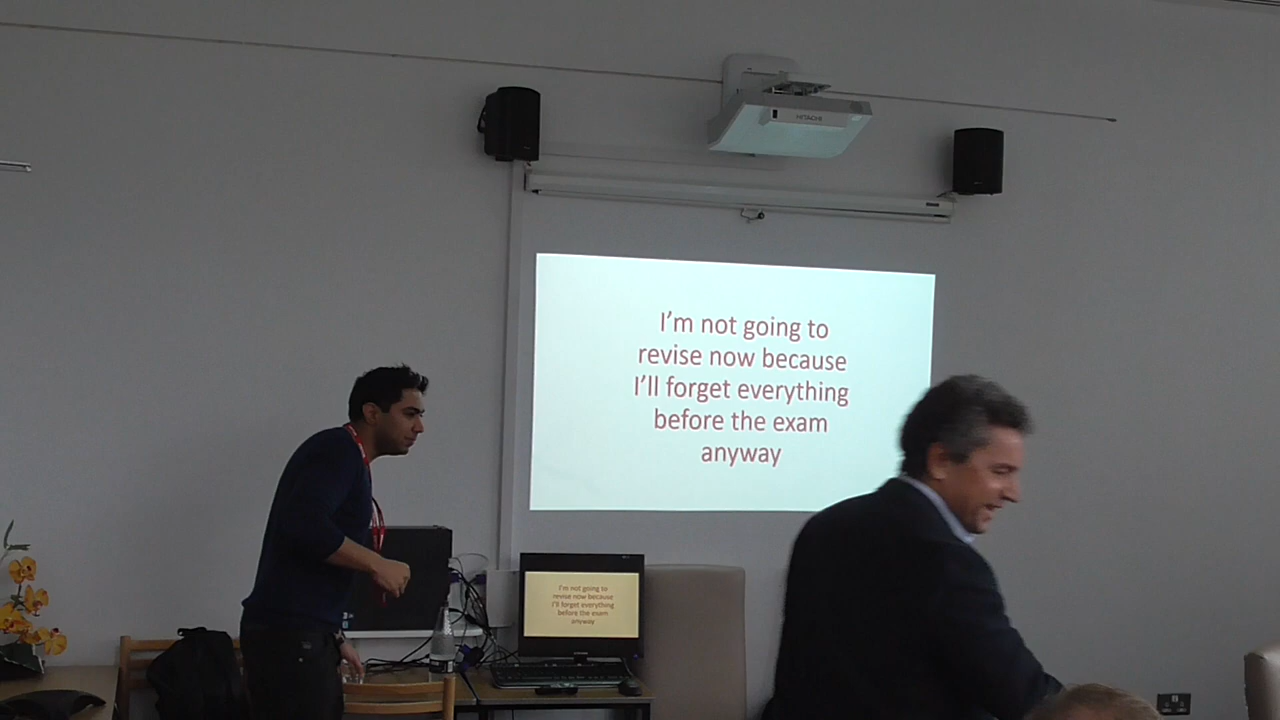 HITACHI
I'm not going to
revise now because
I'll forget everything
before the exam
anyway
I'm not going to
revise now because
I'll forget everything
before the exam
anyway